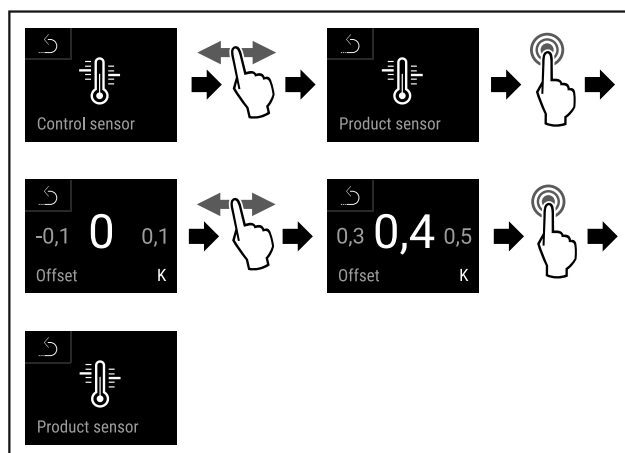 Control sensor
Product sensor
-0,1 0 0,1
Offset K
0,3 0,4 0,5
Offset K
Product sensor